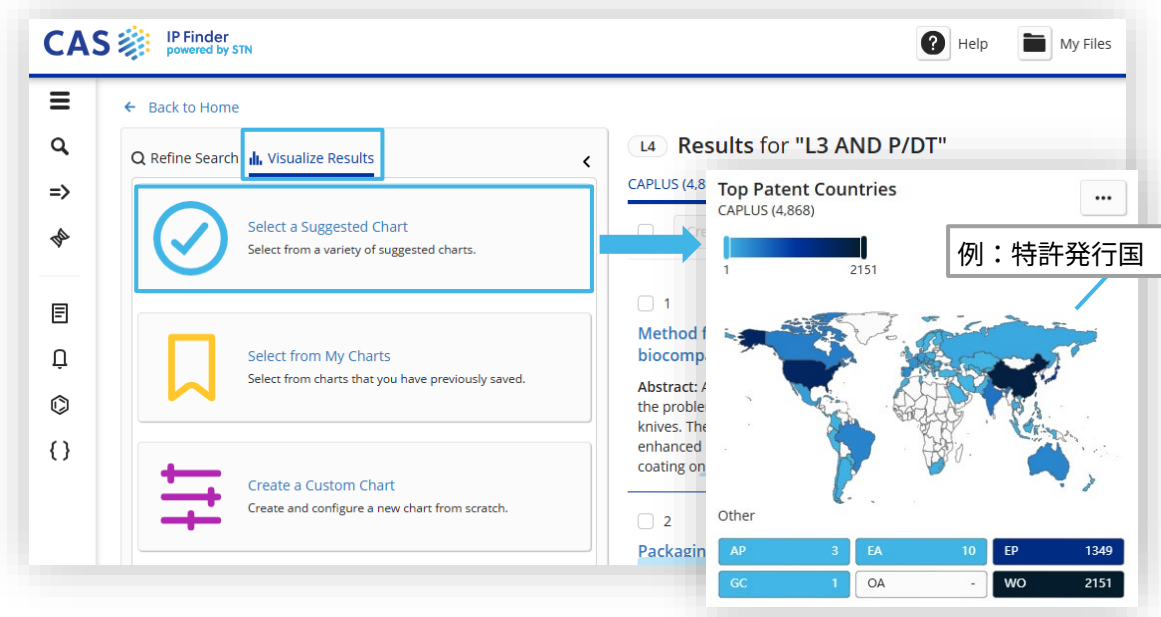 CAS
IP Finder
powered by STN
Help
My Files
Back to Home
Refine Search
Visualize Results
Select a Suggested Chart
Select from a variety of suggested charts.
Select from My Charts
Select from charts that you have previously saved.
Create a Custom Chart
Create and configure a new chart from scratch.
L4 Results for "L3 AND P/DT"
CAPLUS (4,8
Cre
1
Method f
biocompa
Abstract: A
the proble
knives. The
enhanced
coating on
2
Packagin
Top Patent Countries
CAPLUS (4,868)
1 2151
例：特許発行国
Other
AP 3 EA 10 EP 1349
GC 1 OA - WO 2151